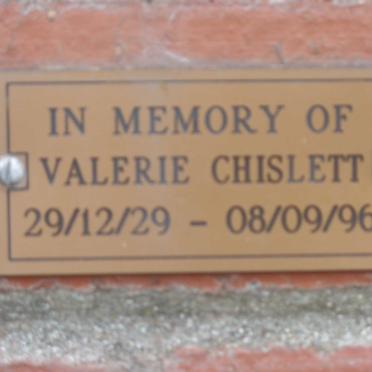 IN MEMORY OF
VALERIE CHISLETT
29/12/29 - 08/09/96